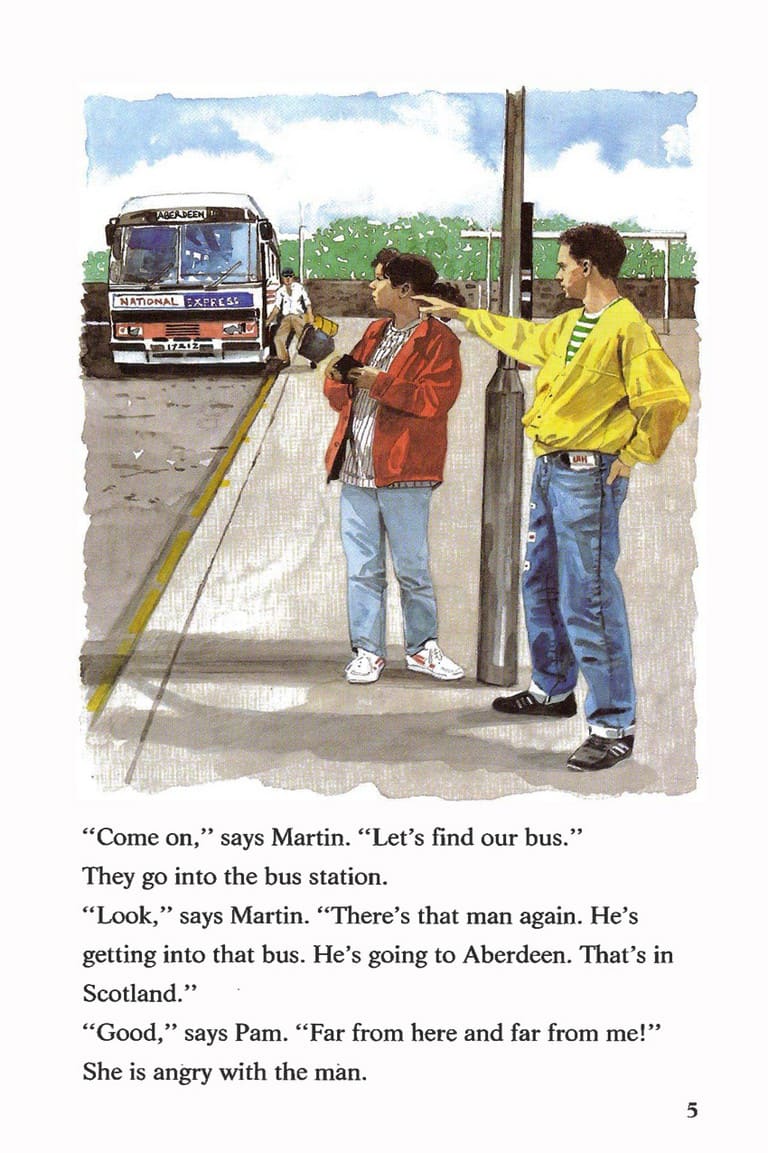 ABERDEEN
NATIONAL EXPRESS
"Come on," says Martin. "Let's find our bus."
They go into the bus station.
"Look," says Martin. "There's that man again. He's
getting into that bus. He's going to Aberdeen. That's in
Scotland."
"Good," says Pam. "Far from here and far from me!"
She is angry with the man.
5